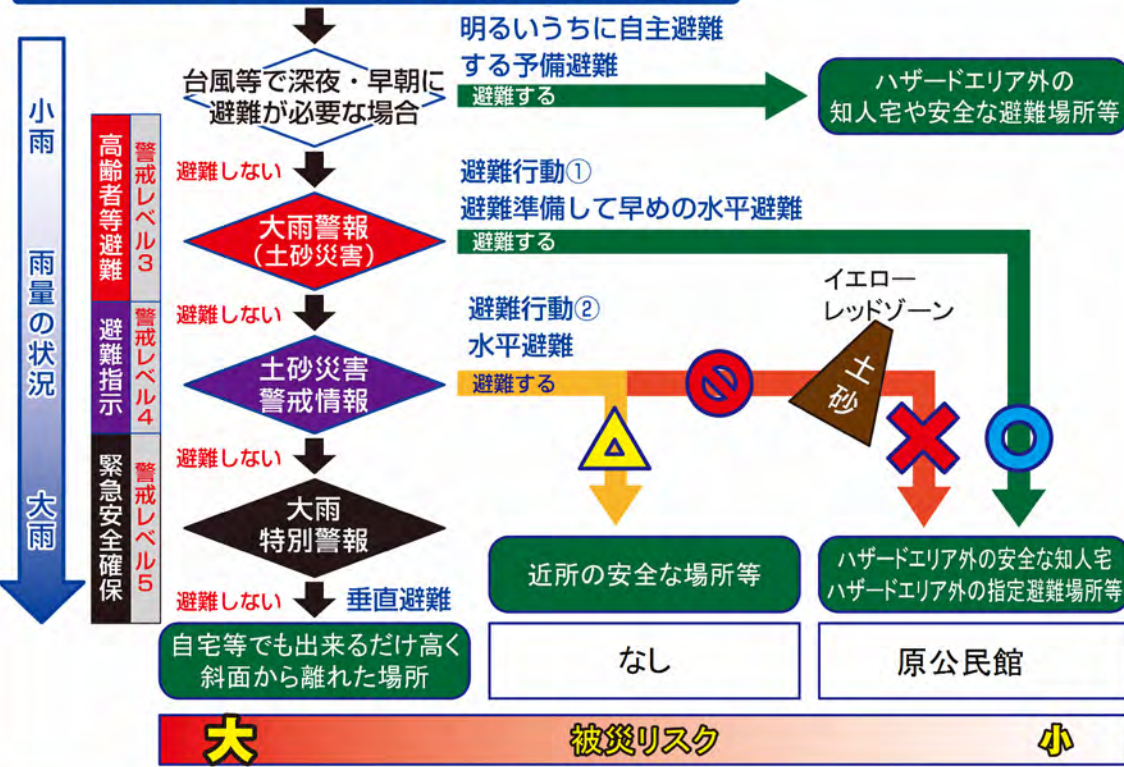 明るいうちに自主避難
する予備避難
避難する
台風等で深夜・早朝に
避難が必要な場合
ハザードエリア外の
知人宅や安全な避難場所等
小雨
雨量の状況
大雨
高齢者等避難
警戒レベル3
避難しない
避難行動①
避難準備して早めの水平避難
避難する
大雨警報
(土砂災害)
避難指示
警戒レベル4
避難しない
避難行動②
水平避難
避難する
イエロー
レッドゾーン
土砂
土砂災害
警戒情報
緊急安全確保
警戒レベル5
避難しない
大雨
特別警報
避難しない
垂直避難
近所の安全な場所等
ハザードエリア外の安全な知人宅
ハザードエリア外の指定避難場所等
自宅等でも出来るだけ高く
斜面から離れた場所
なし
原公民館
大
被災リスク
小